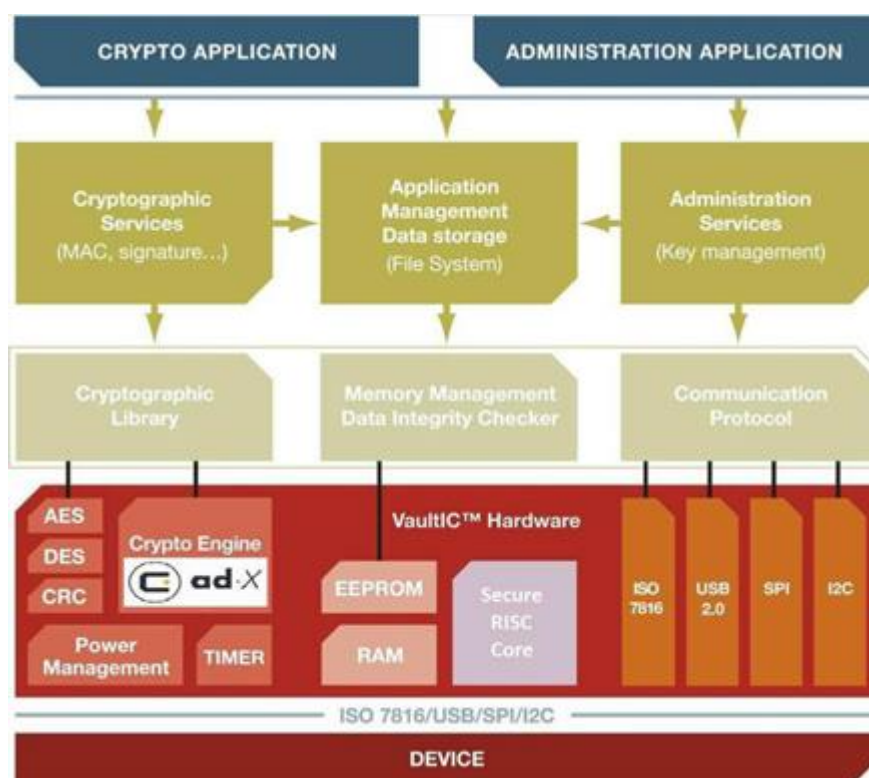 CRYPTO APPLICATION
ADMINISTRATION APPLICATION
Cryptographic
Services
(MAC, signature...)
Application
Management
Data storage
(File System)
Administration
Services
(Key management)
Cryptographic
Library
Memory Management
Data Integrity Checker
Communication
Protocol
VaultIC™ Hardware
AES
DES
CRC
Crypto Engine
ad-X
Power
Management
TIMER
EEPROM
RAM
Secure
RISC
Core
ISO
7816
USB
2.0
SPI
I2C
ISO 7816/USB/SPI/I2C
DEVICE